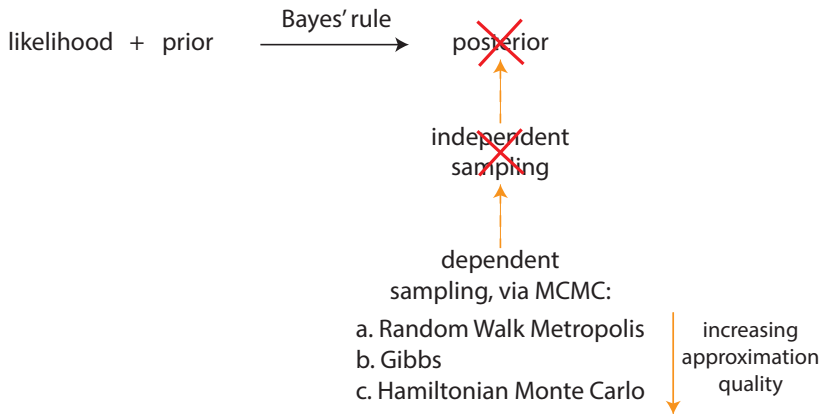 Bayes' rule
likelihood + prior
posterior
independent
sampling
dependent
sampling, via MCMC:
a. Random Walk Metropolis
b. Gibbs
c. Hamiltonian Monte Carlo
increasing
approximation
quality